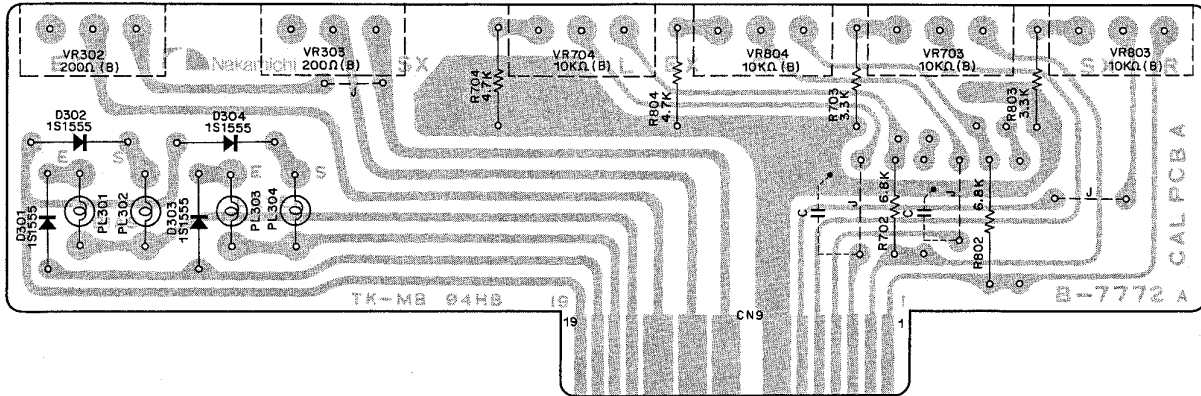 VR302
200Ω(B)
VR303
200Ω(B)
VR704
10KΩ(B)
VR804
10KΩ(B)
VR703
10KΩ(B)
VR803
10KΩ(B)
E
Nakamichi
SX
L
SX
R
R704
4.7K
R804
4.7K
R703
3.3K
R803
3.3K
D302
1S1555
D304
1S1555
J
E
S
E
S
D301
1S1555
PL301
PL302
D303
1S1555
PL303
PL304
C
J
R702 6.8K
C
J
6.8K
R802
J
CAL PCB A
TK-MB 94HB
19
1
B-7772 A
19
CN9
1